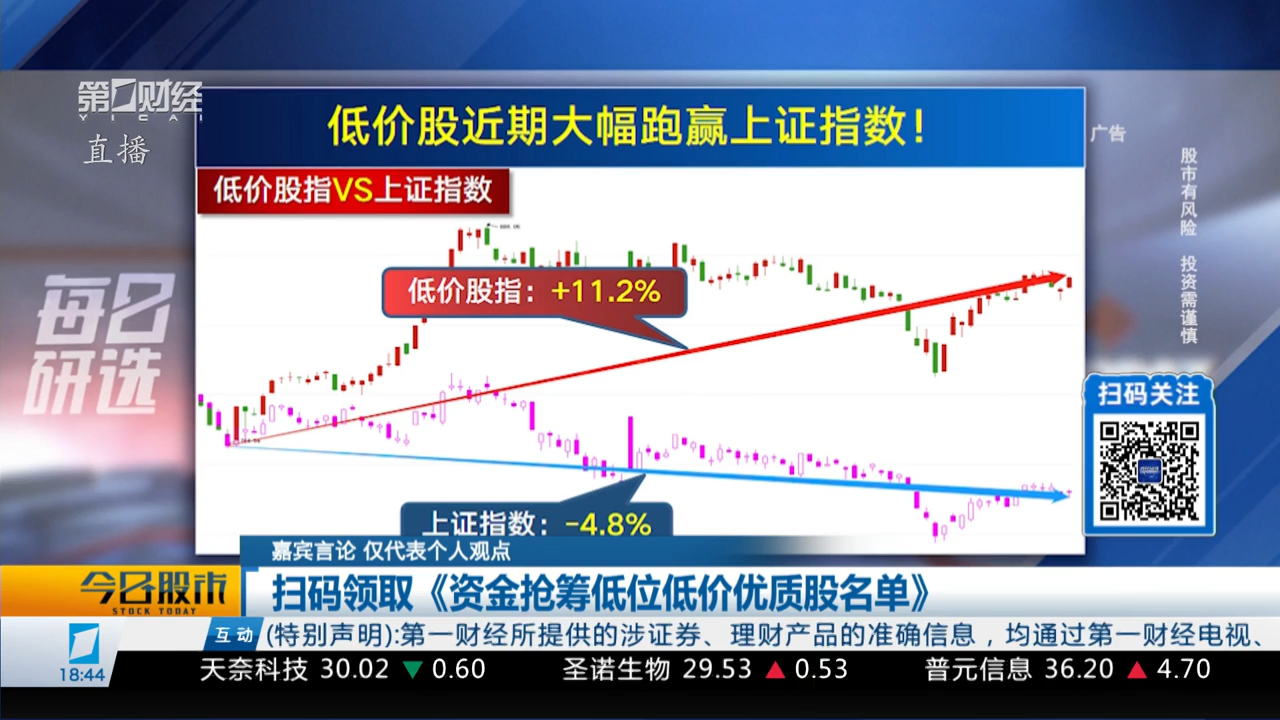 第一财经
YICAI
直播
低价股近期大幅跑赢上证指数！
广告
低价股指VS上证指数
股市有风险 投资需谨慎
低价股指：+11.2%
每日
研选
扫码关注
上证指数：-4.8%
嘉宾言论 仅代表个人观点
今日股市
STOCK TODAY
扫码领取《资金抢筹低位低价优质股名单》
互动
(特别声明):第一财经所提供的涉证券、理财产品的准确信息，均通过第一财经电视、
18:44
天奈科技 30.02 ▼ 0.60 圣诺生物 29.53 ▲ 0.53 普元信息 36.20 ▲ 4.70